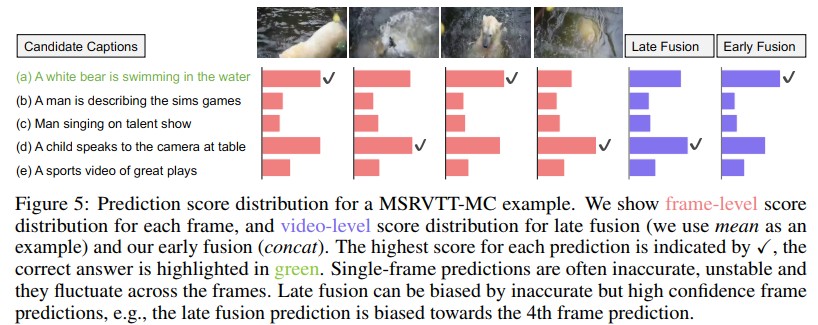 Candidate Captions
Late Fusion
Early Fusion
(a) A white bear is swimming in the water
(b) A man is describing the sims games
(c) Man singing on talent show
(d) A child speaks to the camera at table
(e) A sports video of great plays
Figure 5: Prediction score distribution for a MSRVTT-MC example. We show frame-level score
distribution for each frame, and video-level score distribution for late fusion (we use mean as an
example) and our early fusion (concat). The highest score for each prediction is indicated by ✓, the
correct answer is highlighted in green. Single-frame predictions are often inaccurate, unstable and
they fluctuate across the frames. Late fusion can be biased by inaccurate but high confidence frame
predictions, e.g., the late fusion prediction is biased towards the 4th frame prediction.